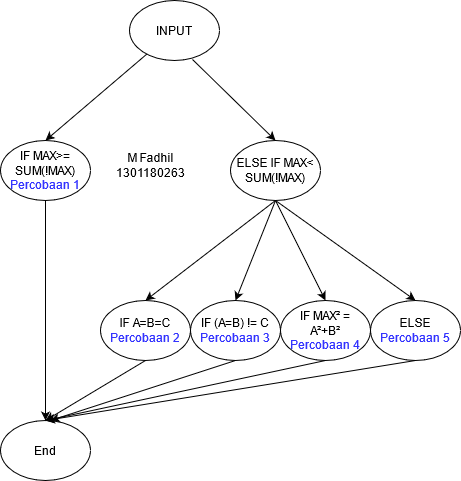 INPUT
IF MAX>=
SUM(!MAX)
Percobaan 1
M Fadhil
1301180263
ELSE IF MAX<
SUM(!MAX)
IF A=B=C
Percobaan 2
IF (A=B) != C
Percobaan 3
IF MAX² =
A²+B²
Percobaan 4
ELSE
Percobaan 5
End